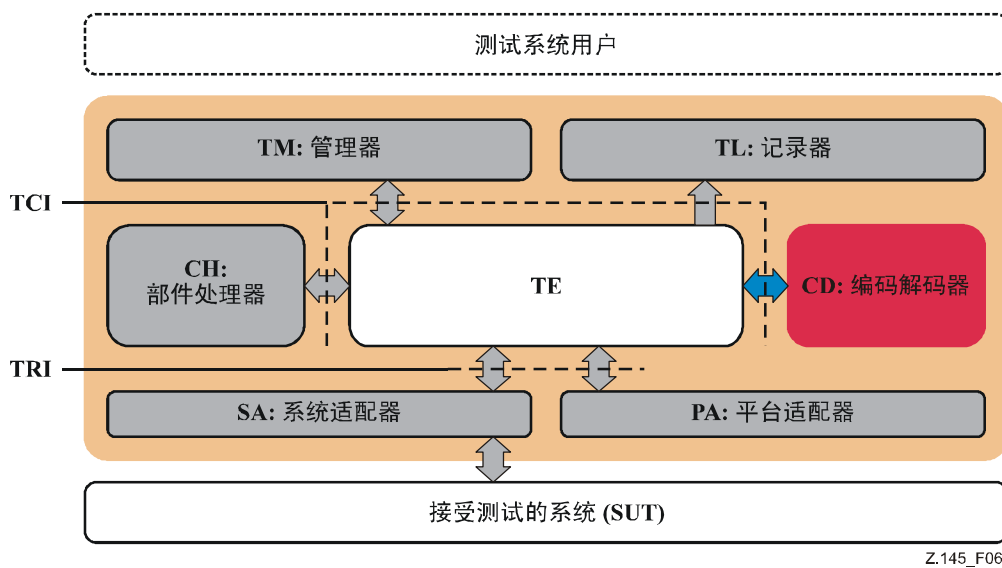 测试系统用户
TM: 管理器
TL: 记录器
TCI
CH:
部件处理器
TE
CD: 编码解码器
TRI
SA: 系统适配器
PA: 平台适配器
接受测试的系统 (SUT)
Z.145_F06